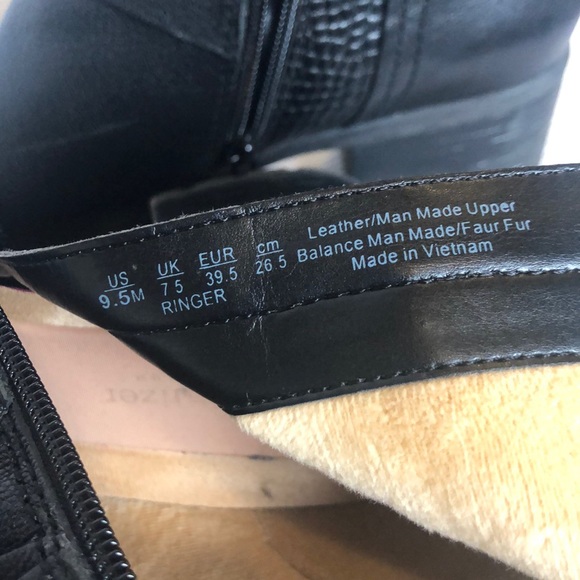 US UK EUR cm
9.5M 7 5 39.5 26.5
RINGER
Leather/Man Made Upper
Balance Man Made/Faur Fur
Made in Vietnam